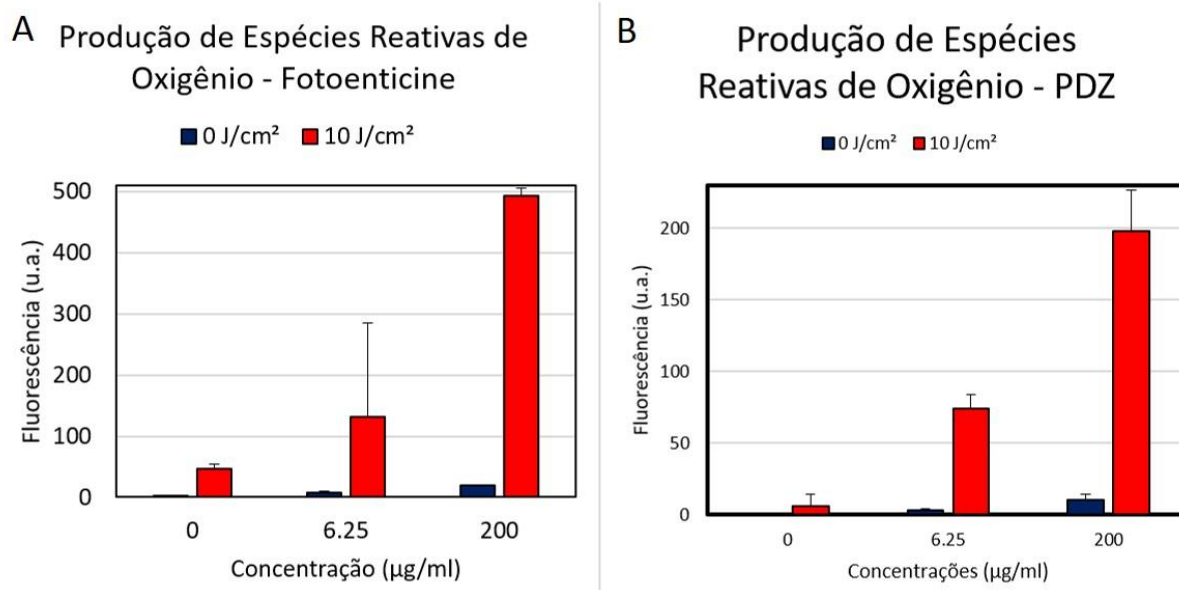 A
Produção de Espécies Reativas de
Oxigênio - Fotoenticine
0 J/cm² 10 J/cm²
Fluorescência (u.a.)
500
400
300
200
100
0
0 6.25 200
Concentração (µg/ml)
B
Produção de Espécies
Reativas de Oxigênio - PDZ
0 J/cm² 10 J/cm²
Fluorescência (u.a.)
200
150
100
50
0
0 6.25 200
Concentrações (µg/ml)